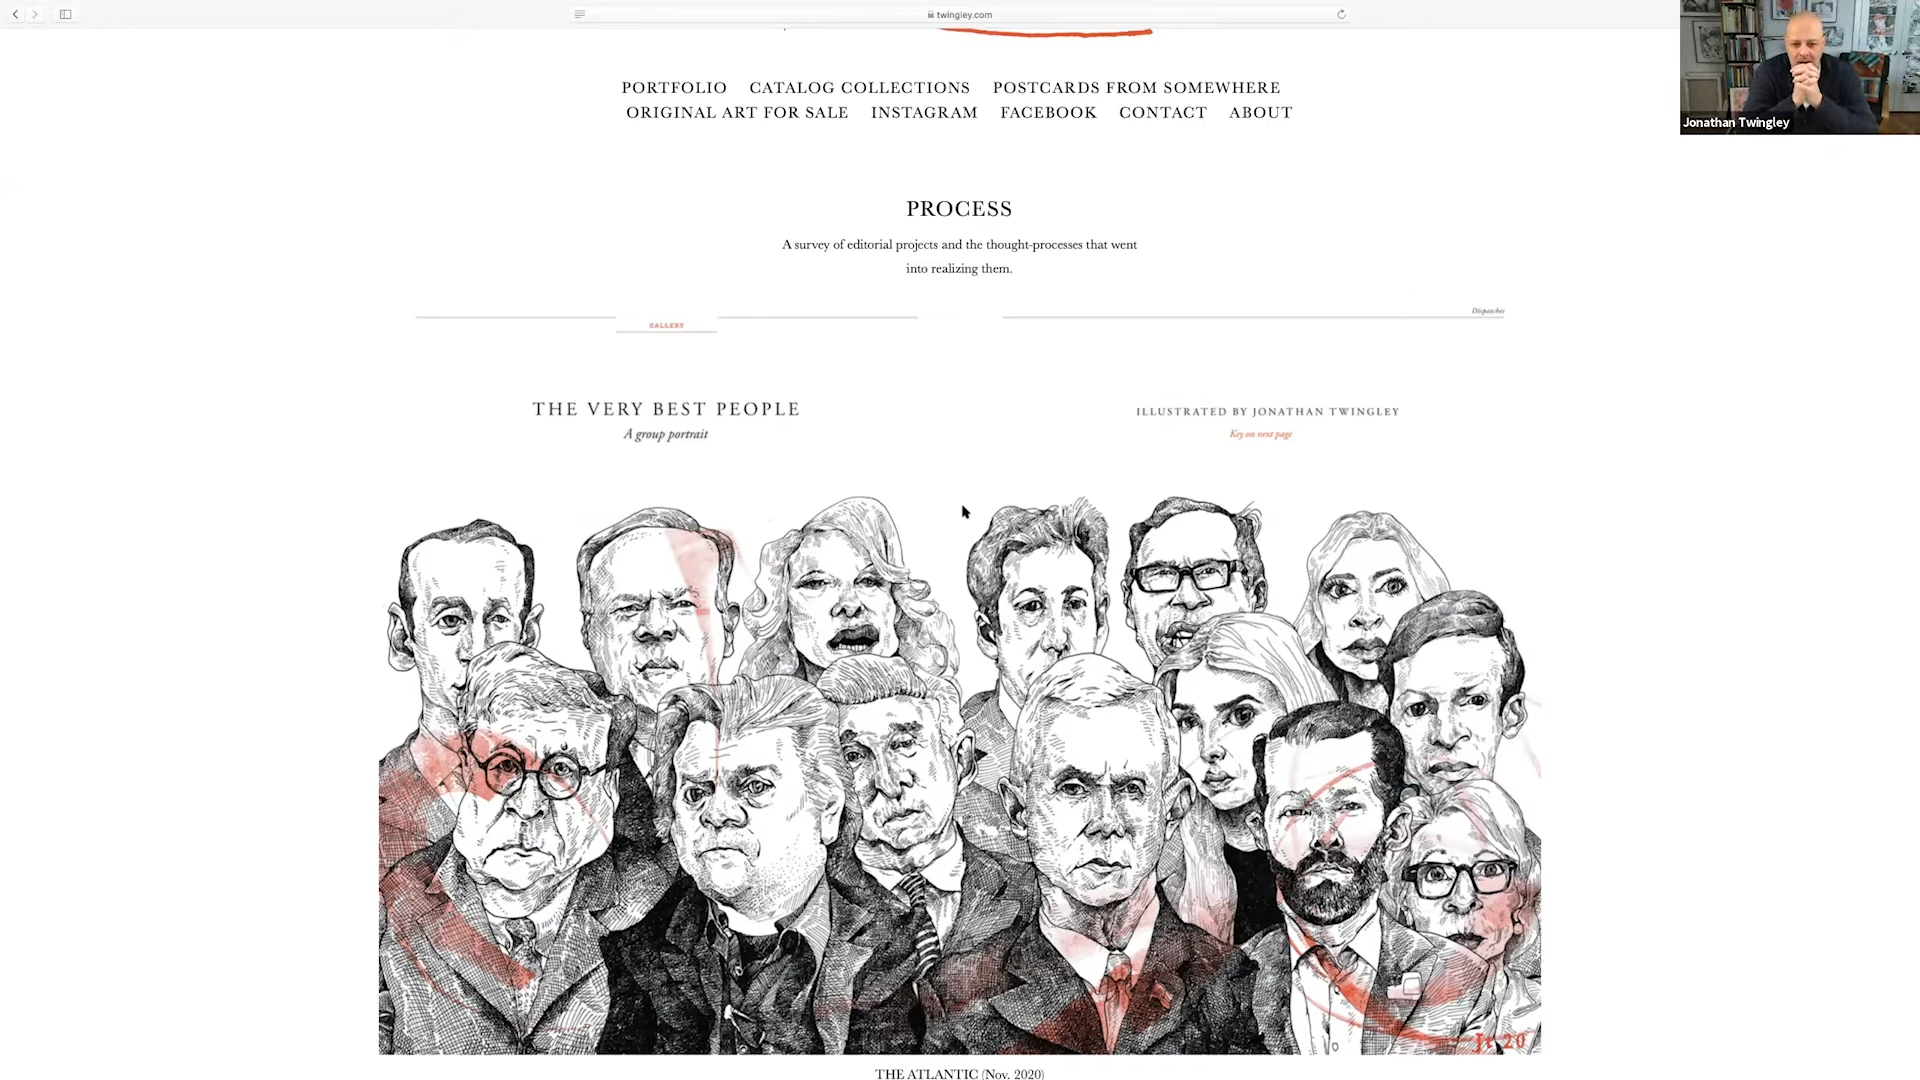 twingley.com
Jonathan Twingley
PORTFOLIO CATALOG COLLECTIONS POSTCARDS FROM SOMEWHERE
ORIGINAL ART FOR SALE INSTAGRAM FACEBOOK CONTACT ABOUT
PROCESS
A survey of editorial projects and the thought-processes that went
into realizing them.
GALLERY
Dispatches
THE VERY BEST PEOPLE
A group portrait
ILLUSTRATED BY JONATHAN TWINGLEY
Key on next page
Jt 20
THE ATLANTIC (Nov. 2020)